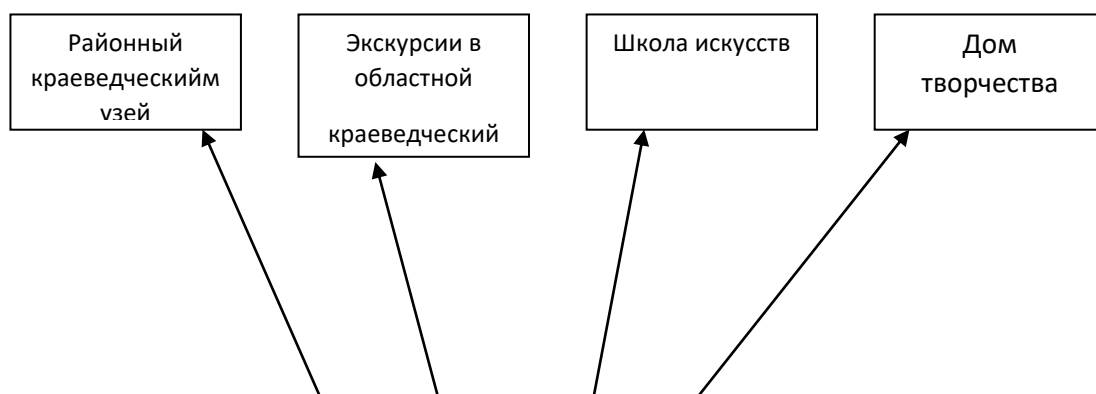 Районный
краеведческийм
узей
Экскурсии в
областной
краеведческий
Школа искусств
Дом
творчества